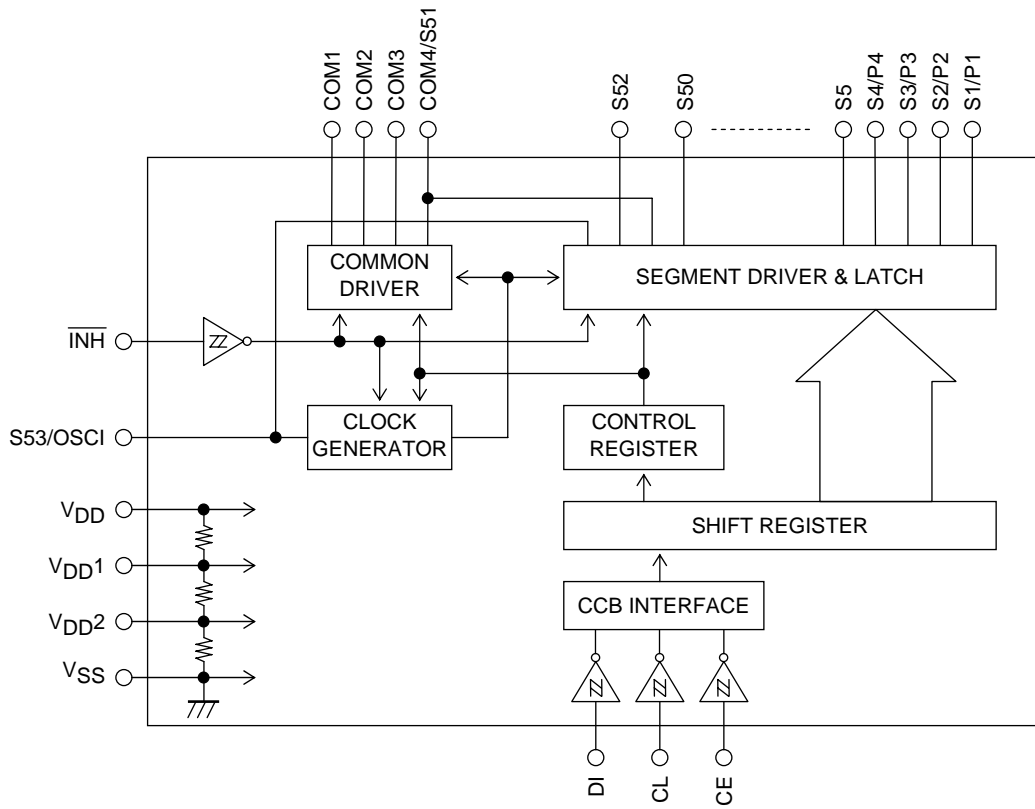 COM1
COM2
COM3
COM4/S51
S52
S50
S5
S4/P4
S3/P3
S2/P2
S1/P1
COMMON
DRIVER
SEGMENT DRIVER & LATCH
INH
S53/OSCI
CLOCK
GENERATOR
CONTROL
REGISTER
VDD
SHIFT REGISTER
VDD1
CCB INTERFACE
VDD2
VSS
DI
CL
CE